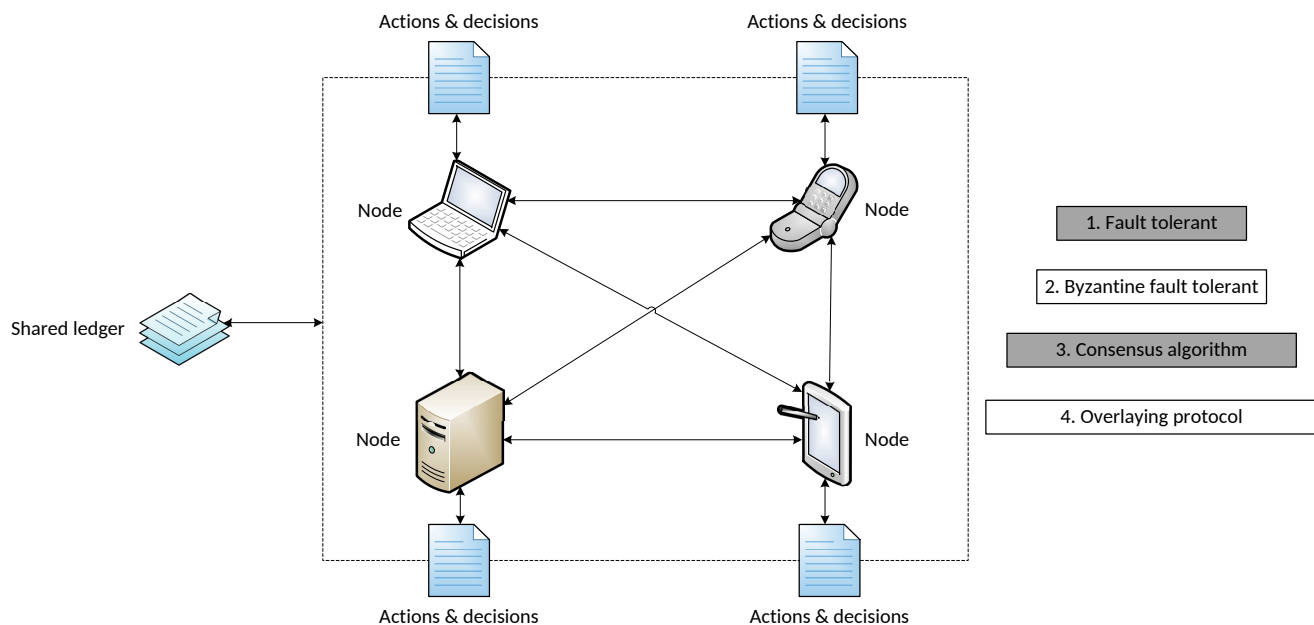 Actions & decisions
Actions & decisions
Node
Node
1. Fault tolerant
2. Byzantine fault tolerant
Shared ledger
3. Consensus algorithm
4. Overlaying protocol
Node
Node
Actions & decisions
Actions & decisions